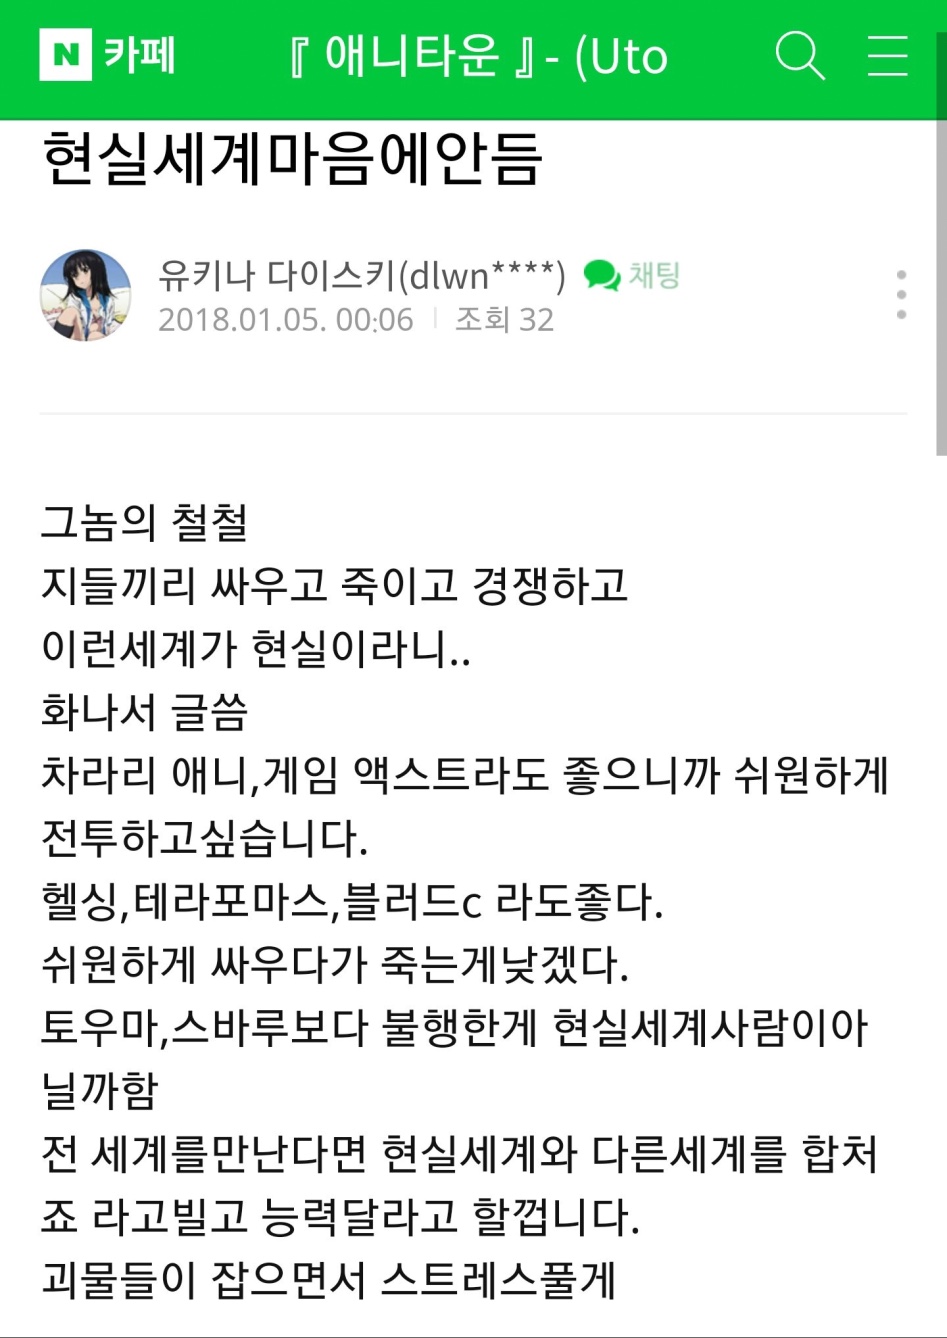 N 카페 『 애니타운 』- (Uto
현실세계마음에안듬
유키나 다이스키(dlwn****) 채팅
2018.01.05. 00:06 조회 32
그놈의 철철
지들끼리 싸우고 죽이고 경쟁하고
이런세계가 현실이라니..
화나서 글씀
차라리 애니,게임 액스트라도 좋으니까 쉬원하게
전투하고싶습니다.
헬싱,테라포마스,블러드c 라도좋다.
쉬원하게 싸우다가 죽는게낮겠다.
토우마,스바루보다 불행한게 현실세계사람이아
닐까함
전 세계를만난다면 현실세계와 다른세계를 합처
죠 라고빌고 능력달라고 할껍니다.
괴물들이 잡으면서 스트레스풀게